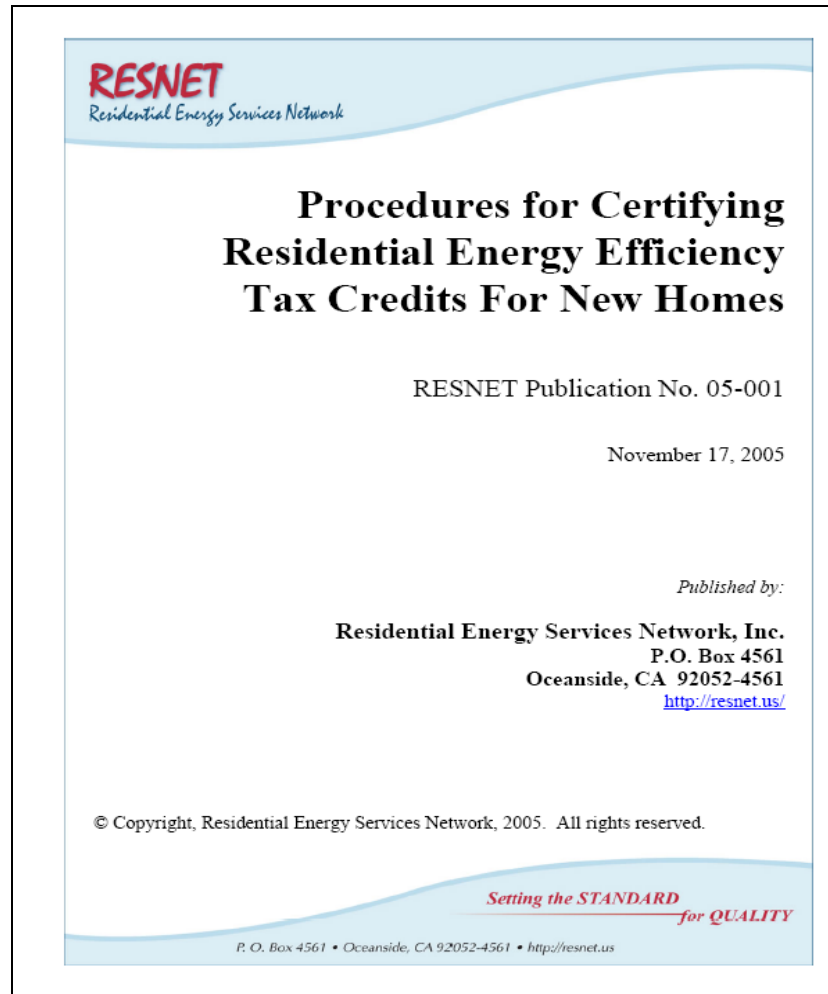 RESNET
Residential Energy Services Network
Procedures for Certifying
Residential Energy Efficiency
Tax Credits For New Homes
RESNET Publication No. 05-001
November 17, 2005
Published by:
Residential Energy Services Network, Inc.
P.O. Box 4561
Oceanside, CA 92052-4561
http://resnet.us/
© Copyright, Residential Energy Services Network, 2005. All rights reserved.
Setting the STANDARD
for QUALITY
P. O. Box 4561 • Oceanside, CA 92052-4561 • http://resnet.us